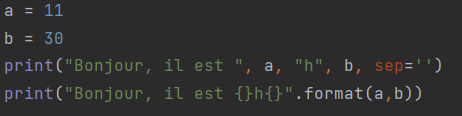 a = 11
b = 30
print("Bonjour, il est ", a, "h", b, sep='')
print("Bonjour, il est {}h{}".format(a,b))